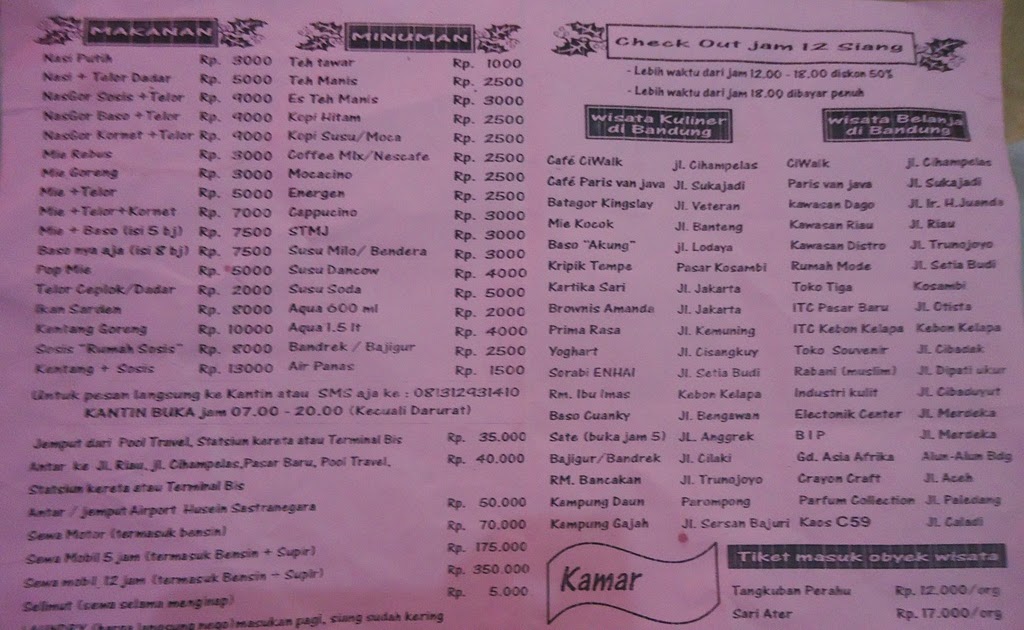 MAKANAN
Nasi Putih Rp. 3000
Nasi + Telor Dadar Rp. 5000
NasGor Sosis +Telor Rp. 9000
NasGor Baso +Telor Rp. 9000
NasGor Kornet +Telor Rp. 9000
Mie Rebus Rp. 3000
Mie Goreng Rp. 3000
Mie +Telor Rp. 5000
Mie +Telor+Kornet Rp. 7000
Mie + Baso (isi 5 bj) Rp. 7500
Baso nya aja (isi 8 bj) Rp. 7500
Pop Mie Rp. 5000
Telor Ceplok/Dadar Rp. 2000
Ikan Sarden Rp. 8000
Kentang Goreng Rp. 10000
Sosis "Rumah Sosis" Rp. 8000
Kentang + Sosis Rp. 13000
MINUMAN
Teh tawar Rp. 1000
Teh Manis Rp. 2500
Es Teh Manis Rp. 3000
Kopi Hitam Rp. 2500
Kopi Susu/Moca Rp. 2500
Coffee MIx/Nescafe Rp. 2500
Mocacino Rp. 2500
Energen Rp. 2500
Cappucino Rp. 3000
STMJ Rp. 3000
Susu Milo/ Bendera Rp. 3000
Susu Dancow Rp. 4000
Susu Soda Rp. 5000
Aqua 600 ml Rp. 2000
Aqua 1.5 lt Rp. 4000
Bandrek / Bajigur Rp. 2500
Air Panas Rp. 1500
Untuk pesan langsung ke Kantin atau SMS aja ke : 081312931410
KANTIN BUKA jam 07.00 - 20.00 (Kecuali Darurat)
Jemput dari Pool Travel, Statsiun kereta atau Terminal Bis Rp. 35.000
Antar ke Jl. Riau, jl. Cihampelas,Pasar Baru, Pool Travel, Rp. 40.000
Statsiun kereta atau Terminal Bis
Antar / jemput Airport Husein Sastranegara Rp. 50.000
Sewa Motor (termasuk bensin) Rp. 70.000
Sewa Mobil 5 jam (termasuk Bensin + Supir) Rp. 175.000
Sewa mobil 12 jam (termasuk Bensin + Supir) Rp. 350.000
Selimut (sewa selama menginap) Rp. 5.000
LAUNDRY (harga langsung nego) masukan pagi, siang sudah kering
Check Out jam 12 Siang
- Lebih waktu dari jam 12.00 - 18.00 diskon 50%
- Lebih waktu dari jam 18.00 dibayar penuh
wisata Kuliner
di Bandung
Café CiWalk jl. Cihampelas
Café Paris van java Jl. Sukajadi
Batagor Kingslay Jl. Veteran
Mie Kocok Jl. Banteng
Baso "Akung" jl. Lodaya
Kripik Tempe Pasar Kosambi
Kartika Sari Jl. Jakarta
Brownis Amanda Jl. Jakarta
Prima Rasa Jl. Kemuning
Yoghart Jl. Cisangkuy
Sorabi ENHAI Jl. Setia Budi
Rm. Ibu Imas Kebon Kelapa
Baso Cuanky Jl. Bengawan
Sate (buka jam 5) JL. Anggrek
Bajigur/Bandrek Jl. Cilaki
RM. Bancakan Jl. Trunojoyo
Kampung Daun Parompong
Kampung Gajah Jl. Sersan Bajuri
wisata Belanja
di Bandung
CiWalk jl. Cihampelas
Paris van java Jl. Sukajadi
kawasan Dago Jl. Ir. H.Juanda
Kawasan Riau Jl. Riau
Kawasan Distro Jl. Trunojoyo
Rumah Mode Jl. Setia Budi
Toko Tiga Kosambi
ITC Pasar Baru Jl. Otista
ITC Kebon Kelapa Kebon Kelapa
Toko Souvenir Jl. Cibadak
Rabani (muslim) Jl. Dipati ukur
Industri kulit Jl. Cibaduyut
Electonik Center Jl. Merdeka
B I P Jl. Merdeka
Gd. Asia Afrika Alun-Alun Bdg
Crayon Craft Jl. Aceh
Parfum Collection Jl. Paledang
Kaos C59 Jl. Caladi
Kamar
Tiket masuk obyek wisata
Tangkuban Perahu Rp. 12.000/org
Sari Ater Rp. 17.000/org